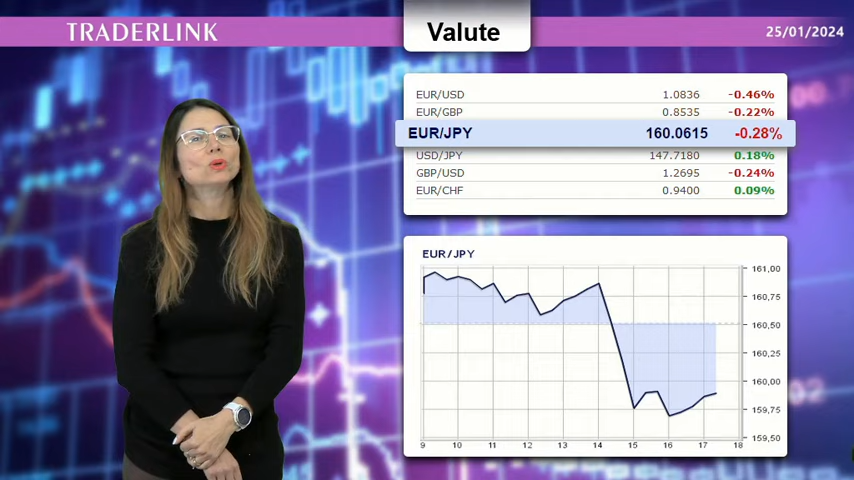 TRADERLINK
Valute
25/01/2024
EUR/USD 1.0836 -0.46%
EUR/GBP 0.8535 -0.22%
EUR/JPY 160.0615 -0.28%
USD/JPY 147.7180 0.18%
GBP/USD 1.2695 -0.24%
EUR/CHF 0.9400 0.09%
EUR/JPY
161,00
160,75
160,50
160,25
160,00
159,75
159,50
9 10 11 12 13 14 15 16 17 18